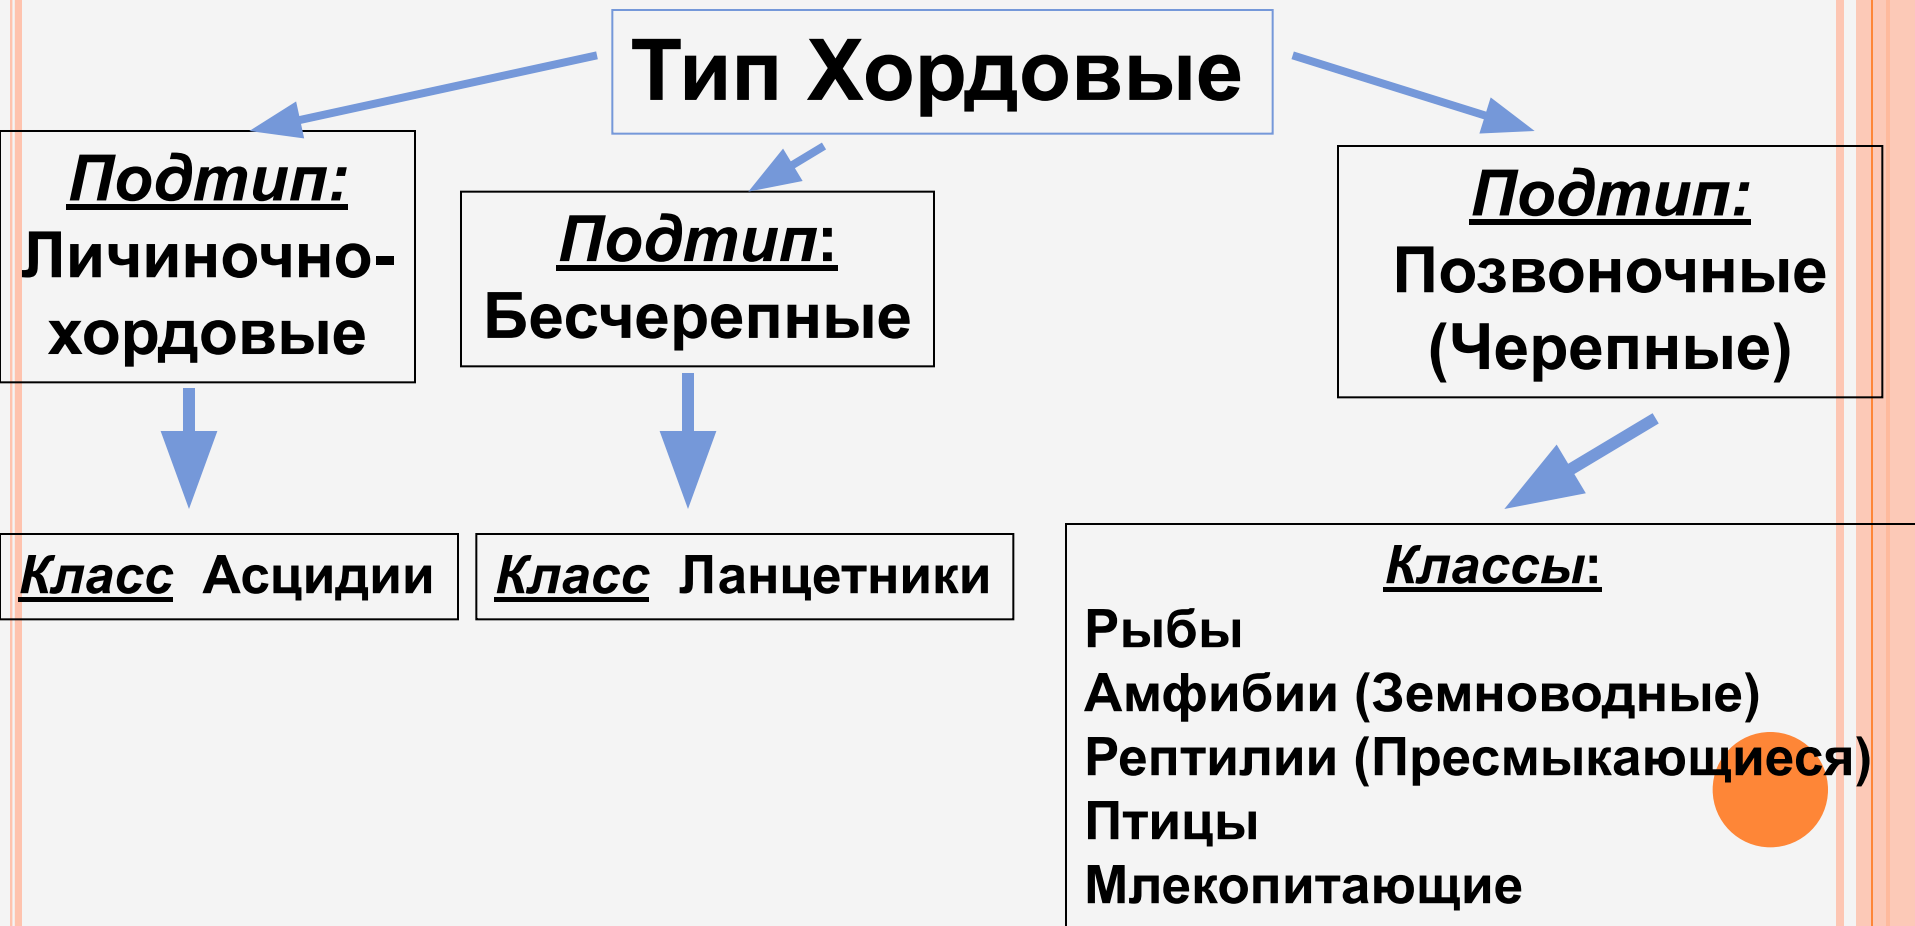 Тип Хордовые
Подтип:
Личиночно-
хордовые
Подтип:
Бесчерепные
Подтип:
Позвоночные
(Черепные)
Класс Асцидии
Класс Ланцетники
Классы:
Рыбы
Амфибии (Земноводные)
Рептилии (Пресмыкающиеся)
Птицы
Млекопитающие